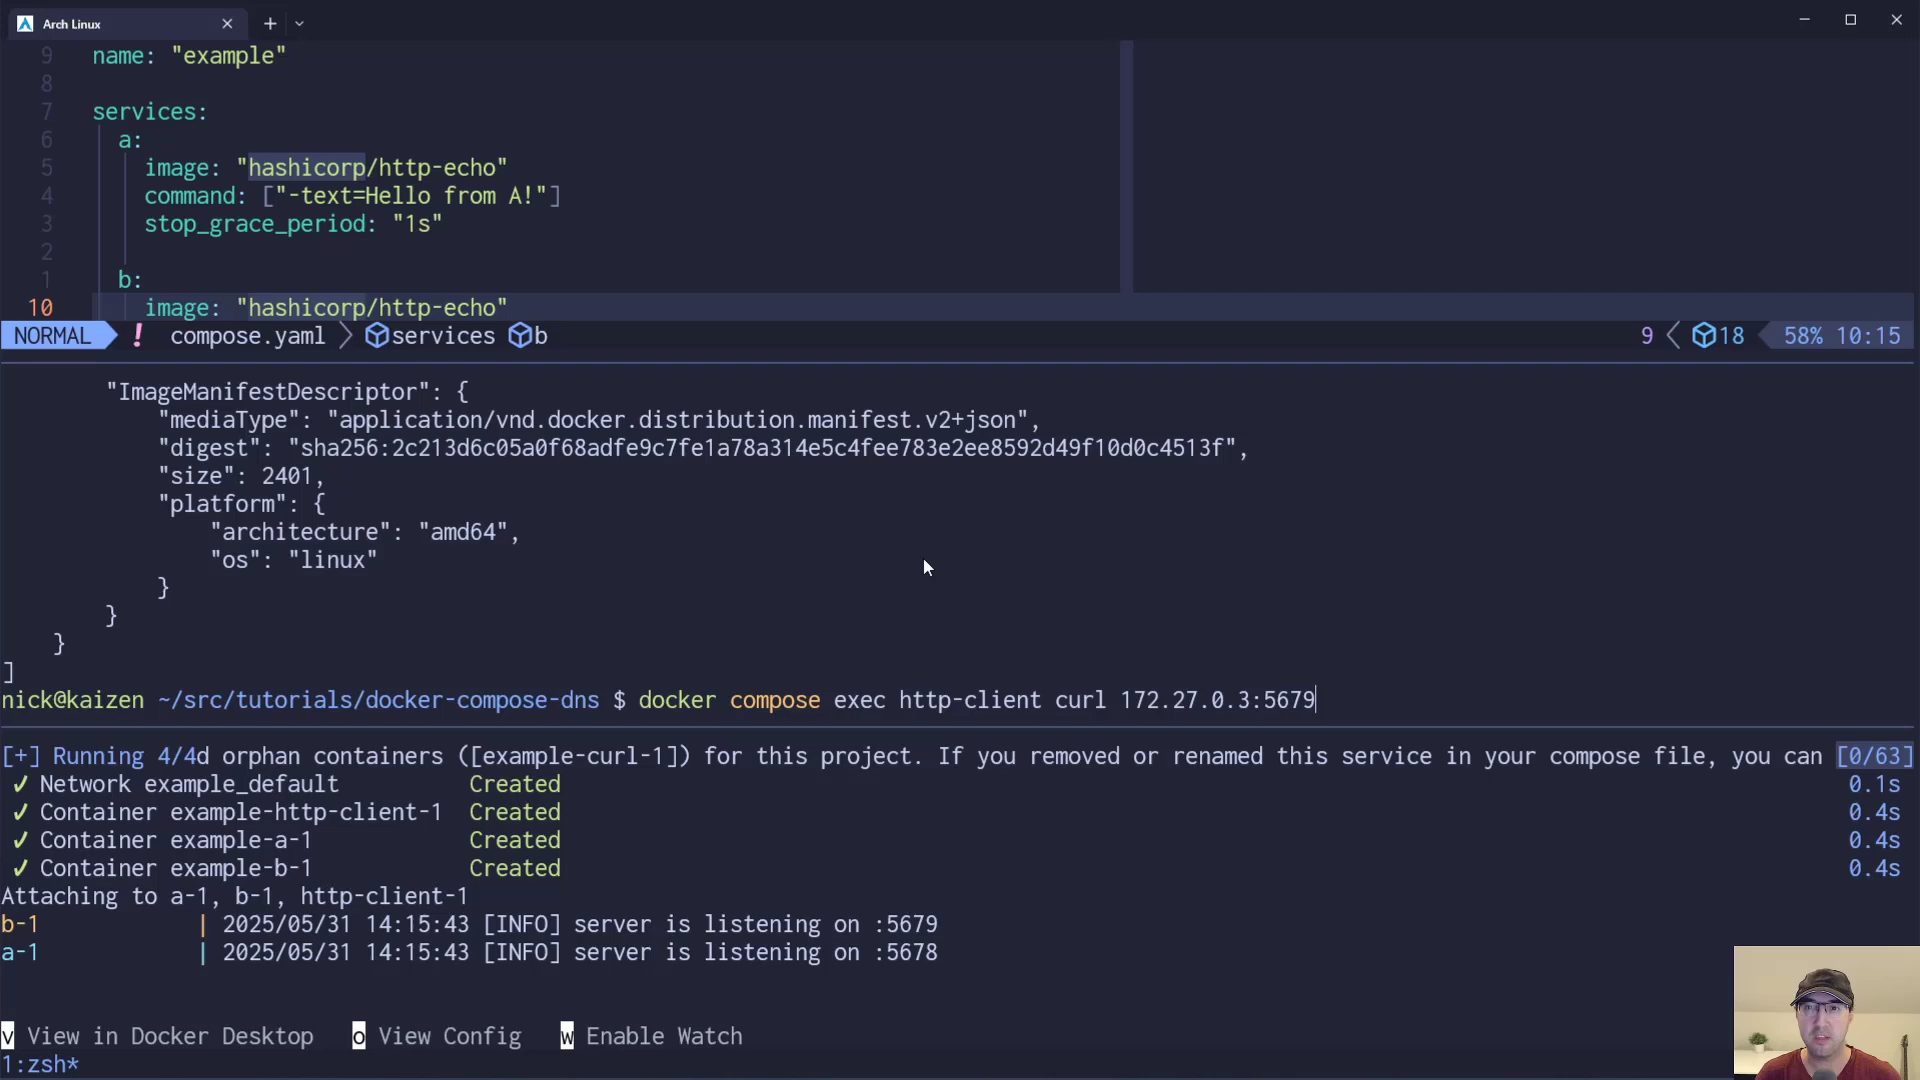 Arch Linux
9 name: "example"
8
7 services:
6 a:
5 image: "hashicorp/http-echo"
4 command: ["-text=Hello from A!"]
3 stop_grace_period: "1s"
2
1 b:
10 image: "hashicorp/http-echo"
NORMAL ! compose.yaml services b 9 18 58% 10:15
"ImageManifestDescriptor": {
"mediaType": "application/vnd.docker.distribution.manifest.v2+json",
"digest": "sha256:2c213d6c05a0f68adfe9c7fe1a78a314e5c4fee783e2ee8592d49f10d0c4513f",
"size": 2401,
"platform": {
"architecture": "amd64",
"os": "linux"
}
}
}
]
nick@kaizen ~/src/tutorials/docker-compose-dns $ docker compose exec http-client curl 172.27.0.3:5679
[+] Running 4/4d orphan containers ([example-curl-1]) for this project. If you removed or renamed this service in your compose file, you can [0/63]
✓ Network example_default Created 0.1s
✓ Container example-http-client-1 Created 0.4s
✓ Container example-a-1 Created 0.4s
✓ Container example-b-1 Created 0.4s
Attaching to a-1, b-1, http-client-1
b-1 | 2025/05/31 14:15:43 [INFO] server is listening on :5679
a-1 | 2025/05/31 14:15:43 [INFO] server is listening on :5678
v View in Docker Desktop o View Config w Enable Watch
1:zsh*